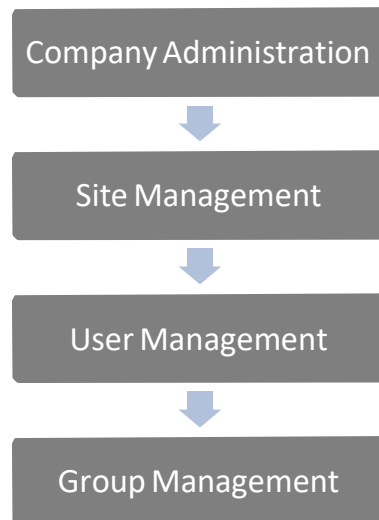 Company Administration
Site Management
User Management
Group Management